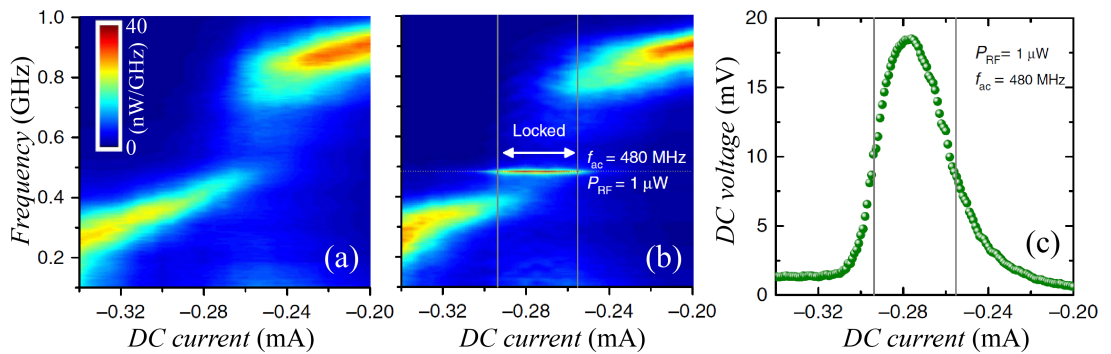 Frequency (GHz)
1.0
0.8
0.6
0.4
0.2
40
0
(nW/GHz)
(a)
−0.32
−0.28
−0.24
−0.20
DC current (mA)
Locked
f_ac = 480 MHz
P_RF = 1 µW
(b)
−0.32
−0.28
−0.24
−0.20
DC current (mA)
DC voltage (mV)
20
15
10
5
0
P_RF = 1 µW
f_ac = 480 MHz
(c)
−0.32
−0.28
−0.24
−0.20
DC current (mA)